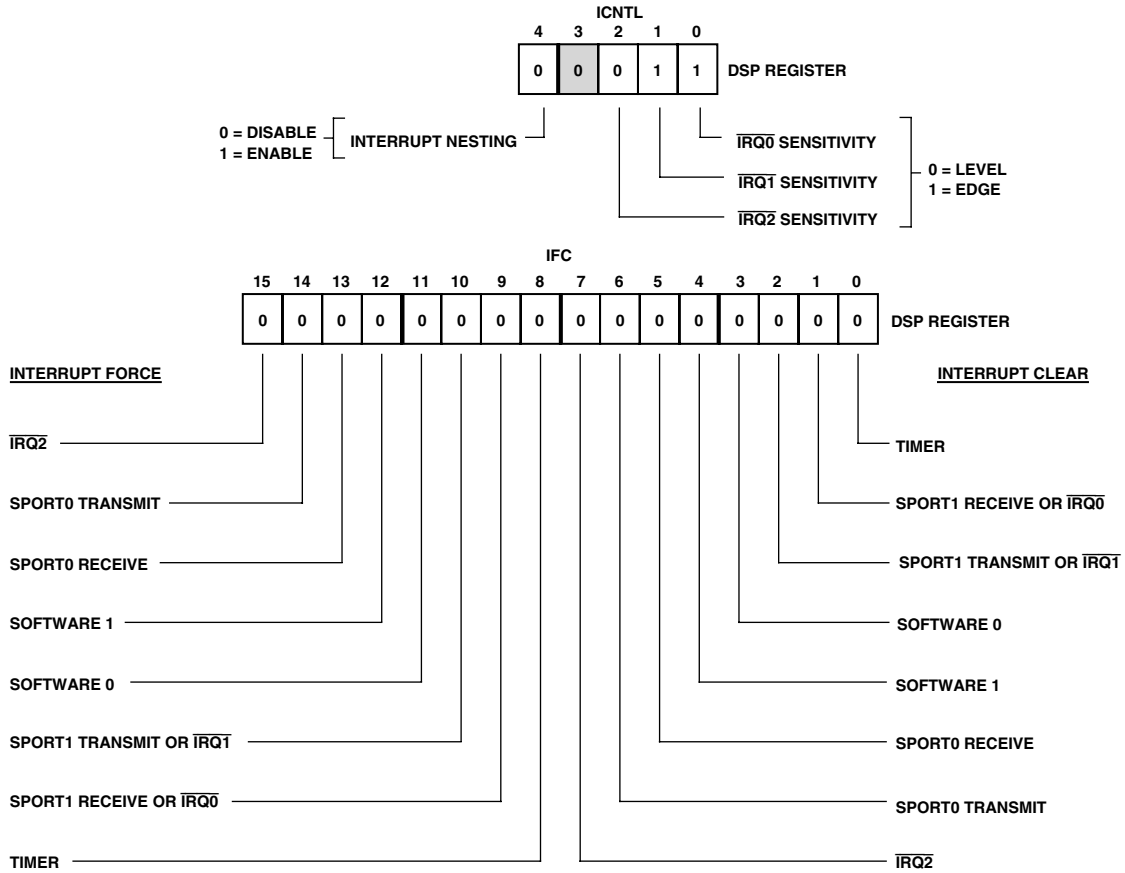 ICNTL
4 3 2 1 0
0 0 0 1 1 DSP REGISTER
0 = DISABLE
1 = ENABLE
INTERRUPT NESTING
IRQ0 SENSITIVITY
IRQ1 SENSITIVITY
IRQ2 SENSITIVITY
0 = LEVEL
1 = EDGE
IFC
15 14 13 12 11 10 9 8 7 6 5 4 3 2 1 0
0 0 0 0 0 0 0 0 0 0 0 0 0 0 0 0 DSP REGISTER
INTERRUPT FORCE
IRQ2
SPORT0 TRANSMIT
SPORT0 RECEIVE
SOFTWARE 1
SOFTWARE 0
SPORT1 TRANSMIT OR IRQ1
SPORT1 RECEIVE OR IRQ0
TIMER
INTERRUPT CLEAR
TIMER
SPORT1 RECEIVE OR IRQ0
SPORT1 TRANSMIT OR IRQ1
SOFTWARE 0
SOFTWARE 1
SPORT0 RECEIVE
SPORT0 TRANSMIT
IRQ2